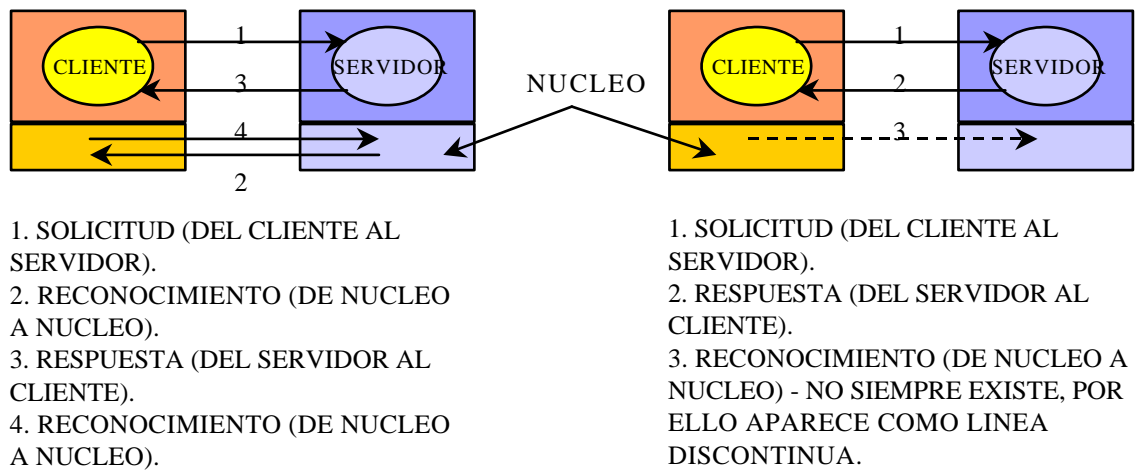 CLIENTE
1
SERVIDOR
3
4
2
NUCLEO
CLIENTE
1
SERVIDOR
2
3
1. SOLICITUD (DEL CLIENTE AL
SERVIDOR).
2. RECONOCIMIENTO (DE NUCLEO
A NUCLEO).
3. RESPUESTA (DEL SERVIDOR AL
CLIENTE).
4. RECONOCIMIENTO (DE NUCLEO
A NUCLEO).
1. SOLICITUD (DEL CLIENTE AL
SERVIDOR).
2. RESPUESTA (DEL SERVIDOR AL
CLIENTE).
3. RECONOCIMIENTO (DE NUCLEO A
NUCLEO) - NO SIEMPRE EXISTE, POR
ELLO APARECE COMO LINEA
DISCONTINUA.